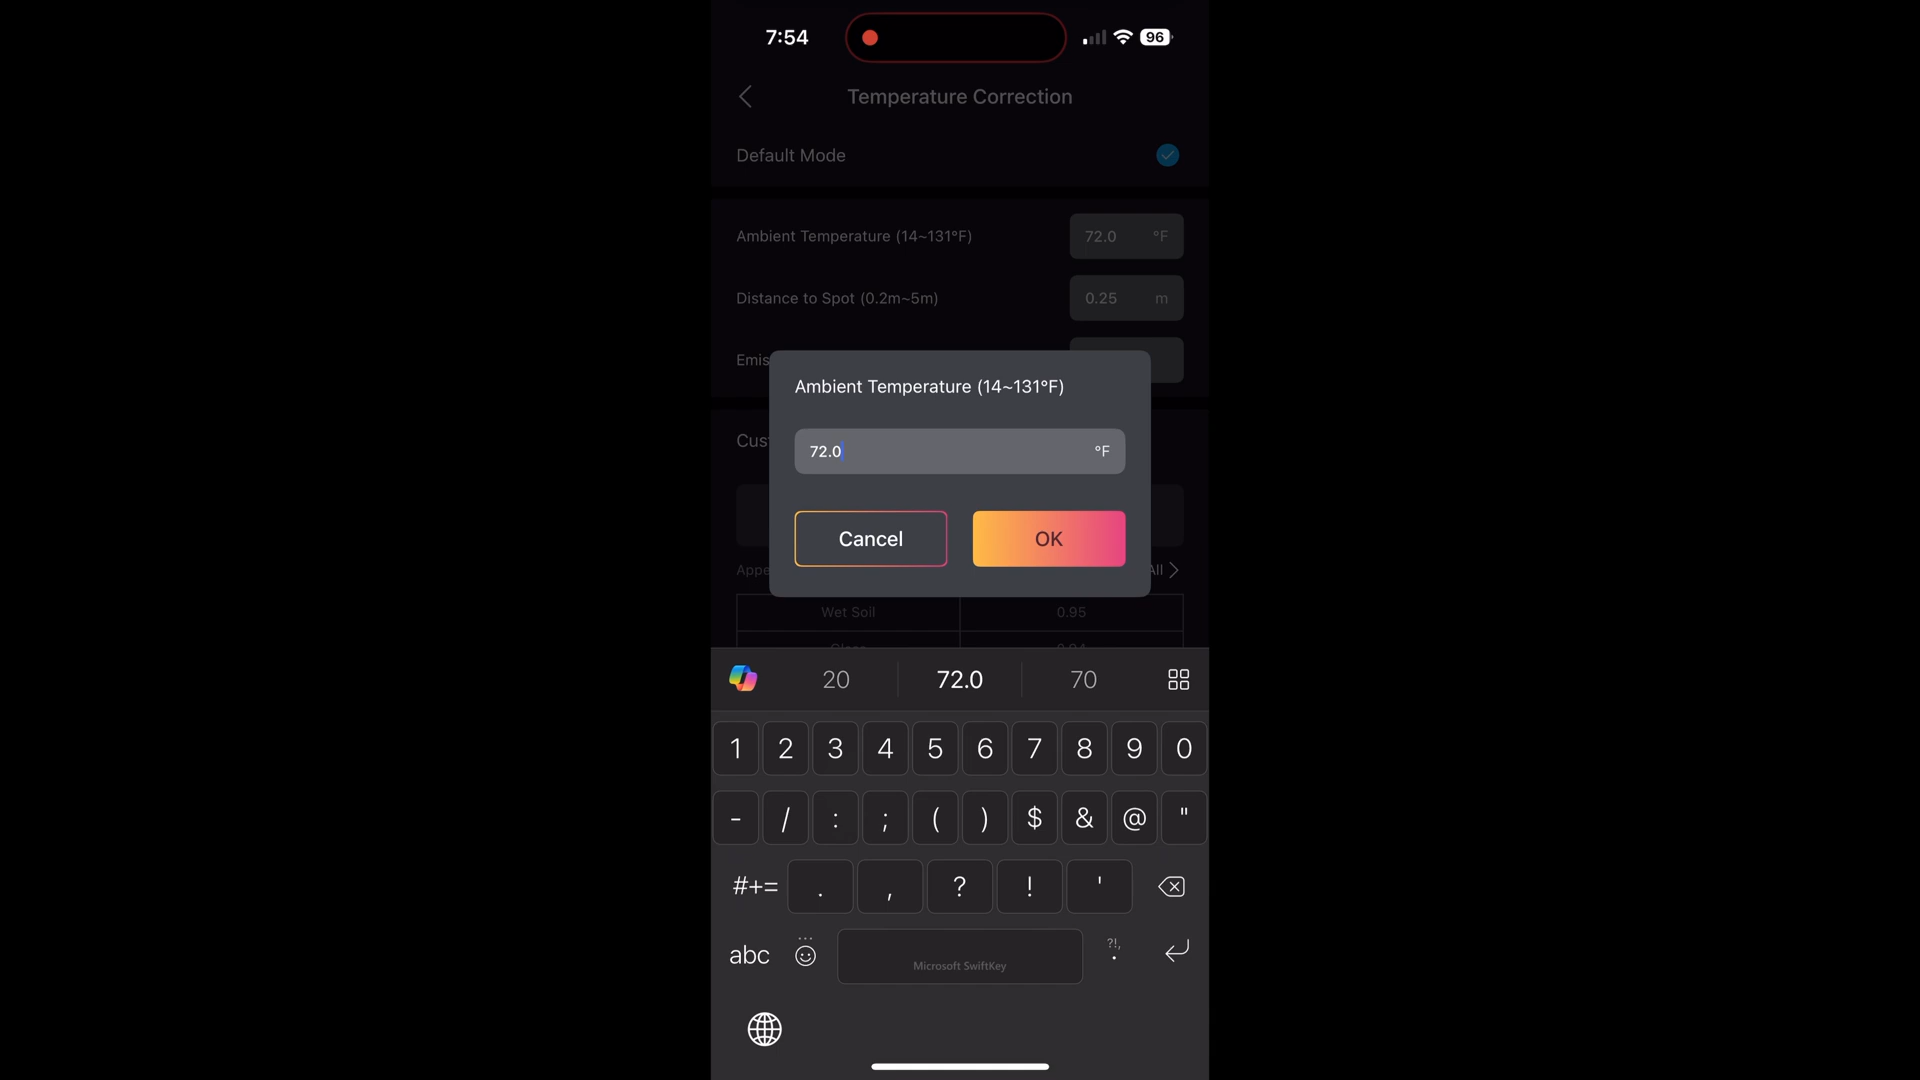 7:54
96
Temperature Correction
Default Mode
Ambient Temperature (14~131°F)
72.0 °F
Distance to Spot (0.2m~5m)
0.25 m
Emis
Ambient Temperature (14~131°F)
72.0 °F
Cus
Cancel OK
Appe
All
Wet Soil 0.95
20 72.0 70
1 2 3 4 5 6 7 8 9 0
- / : ; ( ) $ & @ "
#+= . , ? ! '
abc Microsoft SwiftKey ?!, .